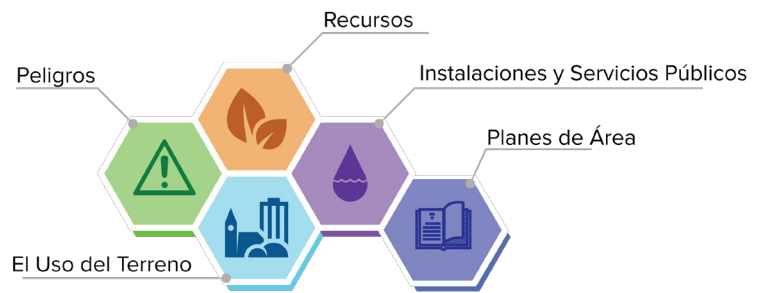 Recursos
Peligros
Instalaciones y Servicios Públicos
Planes de Área
El Uso del Terreno